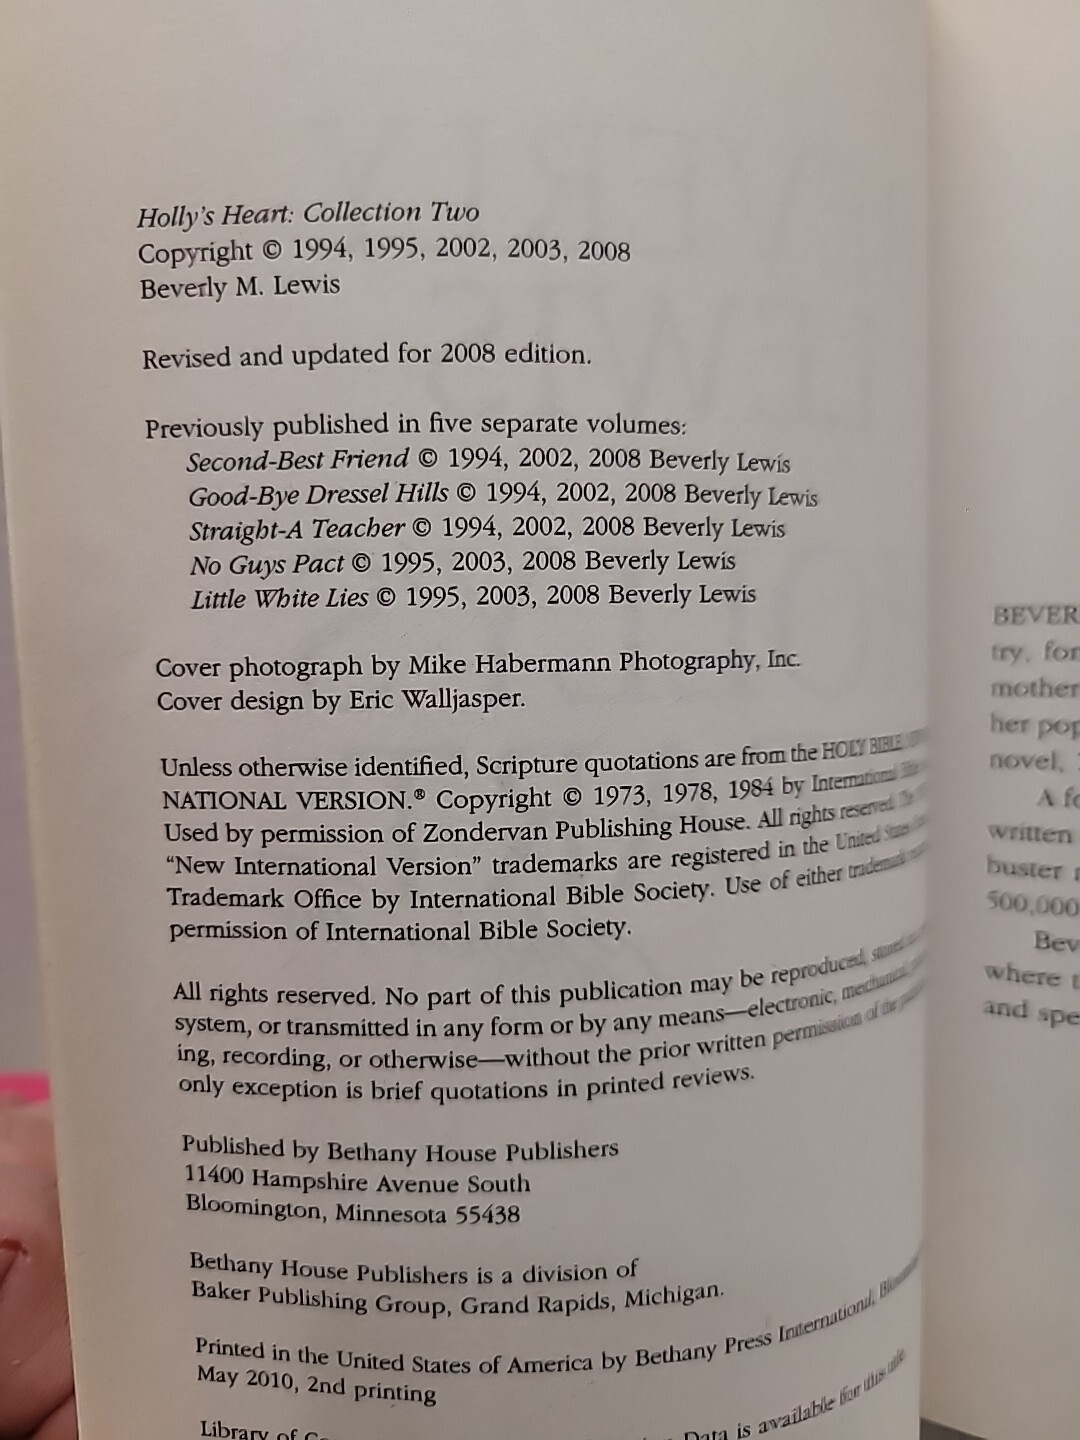 Holly's Heart: Collection Two
Copyright © 1994, 1995, 2002, 2003, 2008
Beverly M. Lewis
Revised and updated for 2008 edition.
Previously published in five separate volumes:
Second-Best Friend © 1994, 2002, 2008 Beverly Lewis
Good-Bye Dressel Hills © 1994, 2002, 2008 Beverly Lewis
Straight-A Teacher © 1994, 2002, 2008 Beverly Lewis
No Guys Pact © 1995, 2003, 2008 Beverly Lewis
Little White Lies © 1995, 2003, 2008 Beverly Lewis
Cover photograph by Mike Habermann Photography, Inc.
Cover design by Eric Walljasper.
Unless otherwise identified, Scripture quotations are from the HOLY BIBLE,
NATIONAL VERSION.® Copyright © 1973, 1978, 1984 by International
Used by permission of Zondervan Publishing House. All rights reserved.
“New International Version” trademarks are registered in the United States
Trademark Office by International Bible Society. Use of either trademark
permission of International Bible Society.
All rights reserved. No part of this publication may be reproduced,
system, or transmitted in any form or by any means—electronic, mechanical,
ing, recording, or otherwise—without the prior written permission of the
only exception is brief quotations in printed reviews.
Published by Bethany House Publishers
11400 Hampshire Avenue South
Bloomington, Minnesota 55438
Bethany House Publishers is a division of
Baker Publishing Group, Grand Rapids, Michigan.
Printed in the United States of America by Bethany Press International,
May 2010, 2nd printing
Library of Data is available for this title
BEVER
try, for
mother
her pop
novel,
A fo
written
buster
500,000
Bev
where
and spe